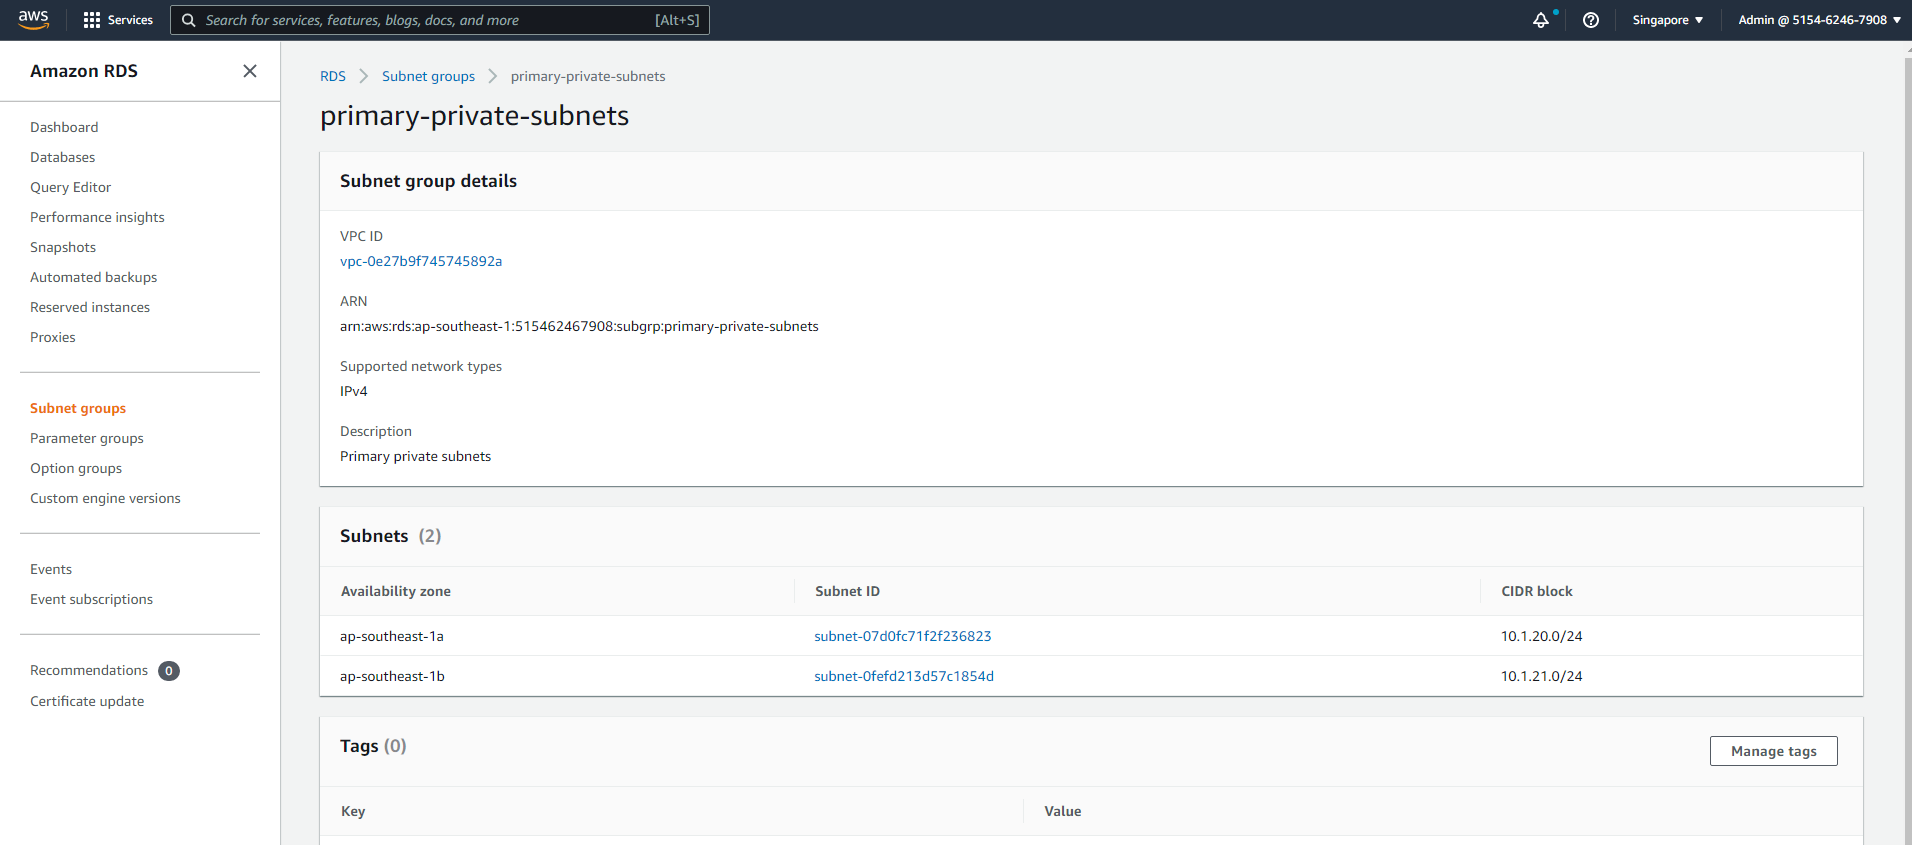 aws Services Search for services, features, blogs, docs, and more [Alt+S] Singapore Admin @ 5154-6246-7908
Amazon RDS
Dashboard
Databases
Query Editor
Performance insights
Snapshots
Automated backups
Reserved instances
Proxies
Subnet groups
Parameter groups
Option groups
Custom engine versions
Events
Event subscriptions
Recommendations 0
Certificate update
RDS Subnet groups primary-private-subnets
primary-private-subnets
Subnet group details
VPC ID
vpc-0e27b9f745745892a
ARN
arn:aws:rds:ap-southeast-1:515462467908:subgrp:primary-private-subnets
Supported network types
IPv4
Description
Primary private subnets
Subnets (2)
Availability zone Subnet ID CIDR block
ap-southeast-1a subnet-07d0fc71f2f236823 10.1.20.0/24
ap-southeast-1b subnet-0fefd213d57c1854d 10.1.21.0/24
Tags (0) Manage tags
Key Value